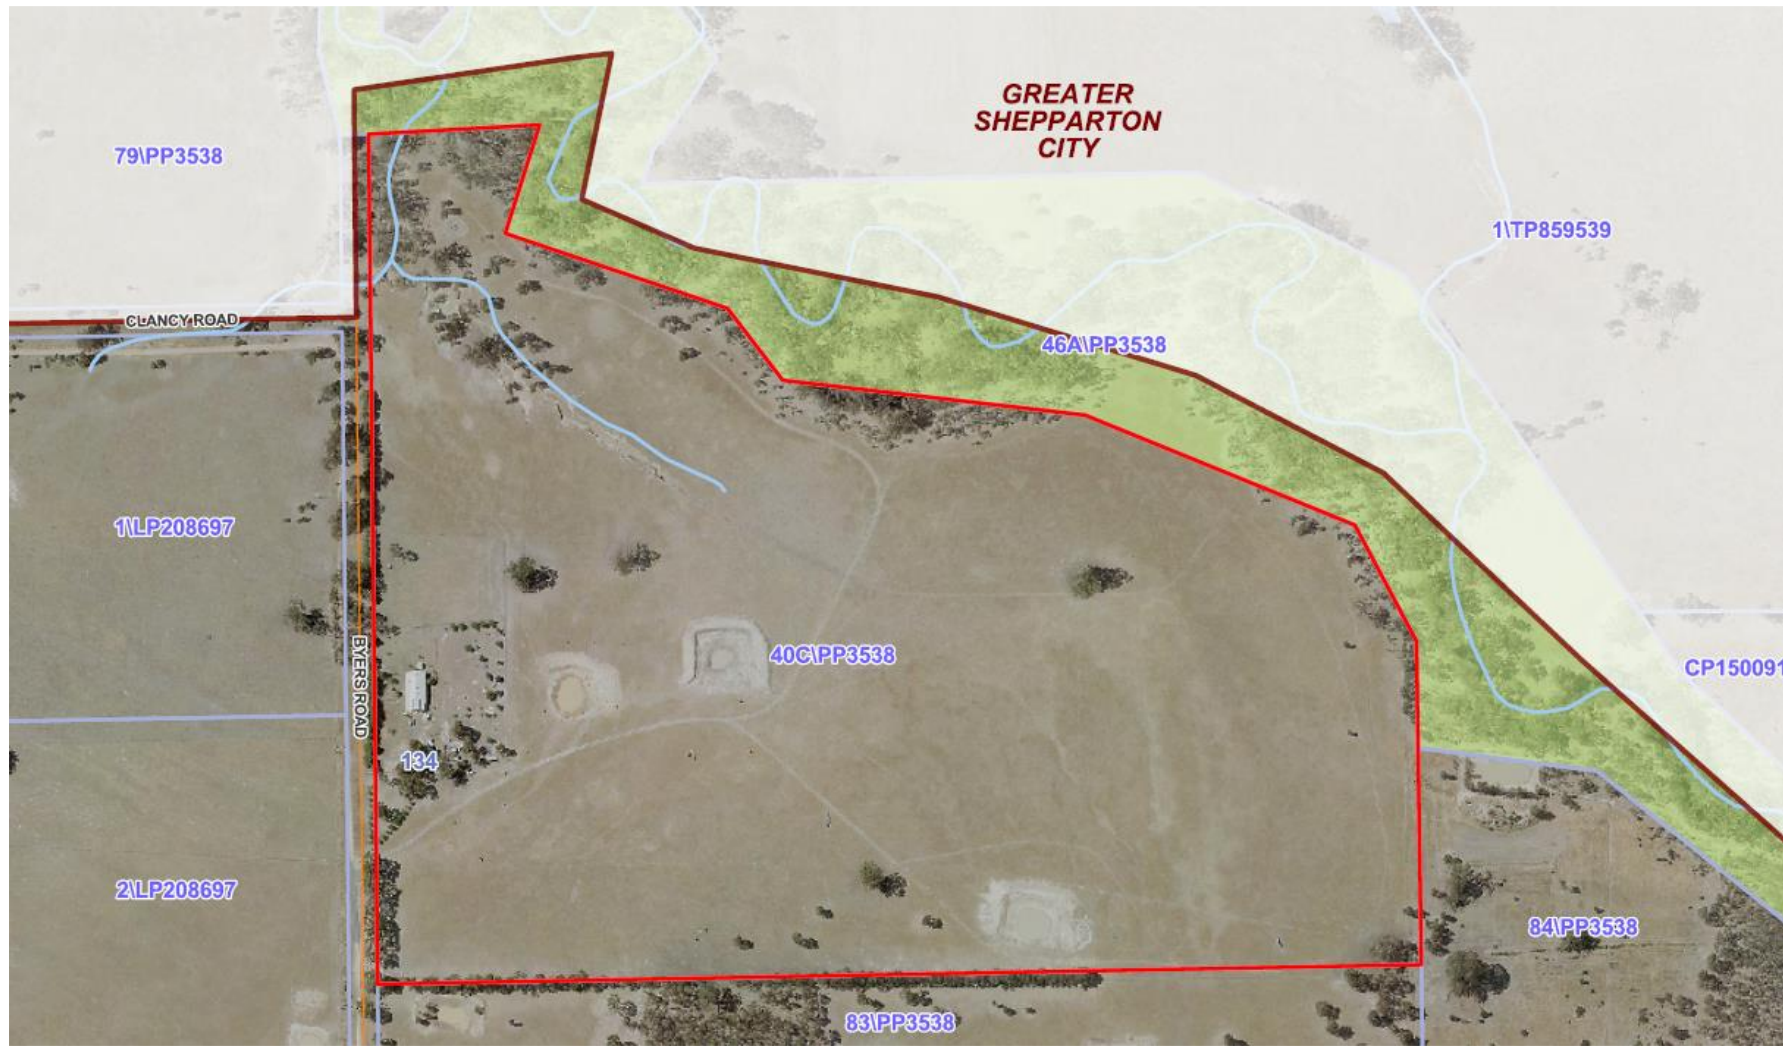 GREATER
SHEPPARTON
CITY
79\PP3538
1\TP859539
CLANCY ROAD
46A\PP3538
1\LP208697
BYERS ROAD
40C\PP3538
CP150091
134
2\LP208697
84\PP3538
83\PP3538